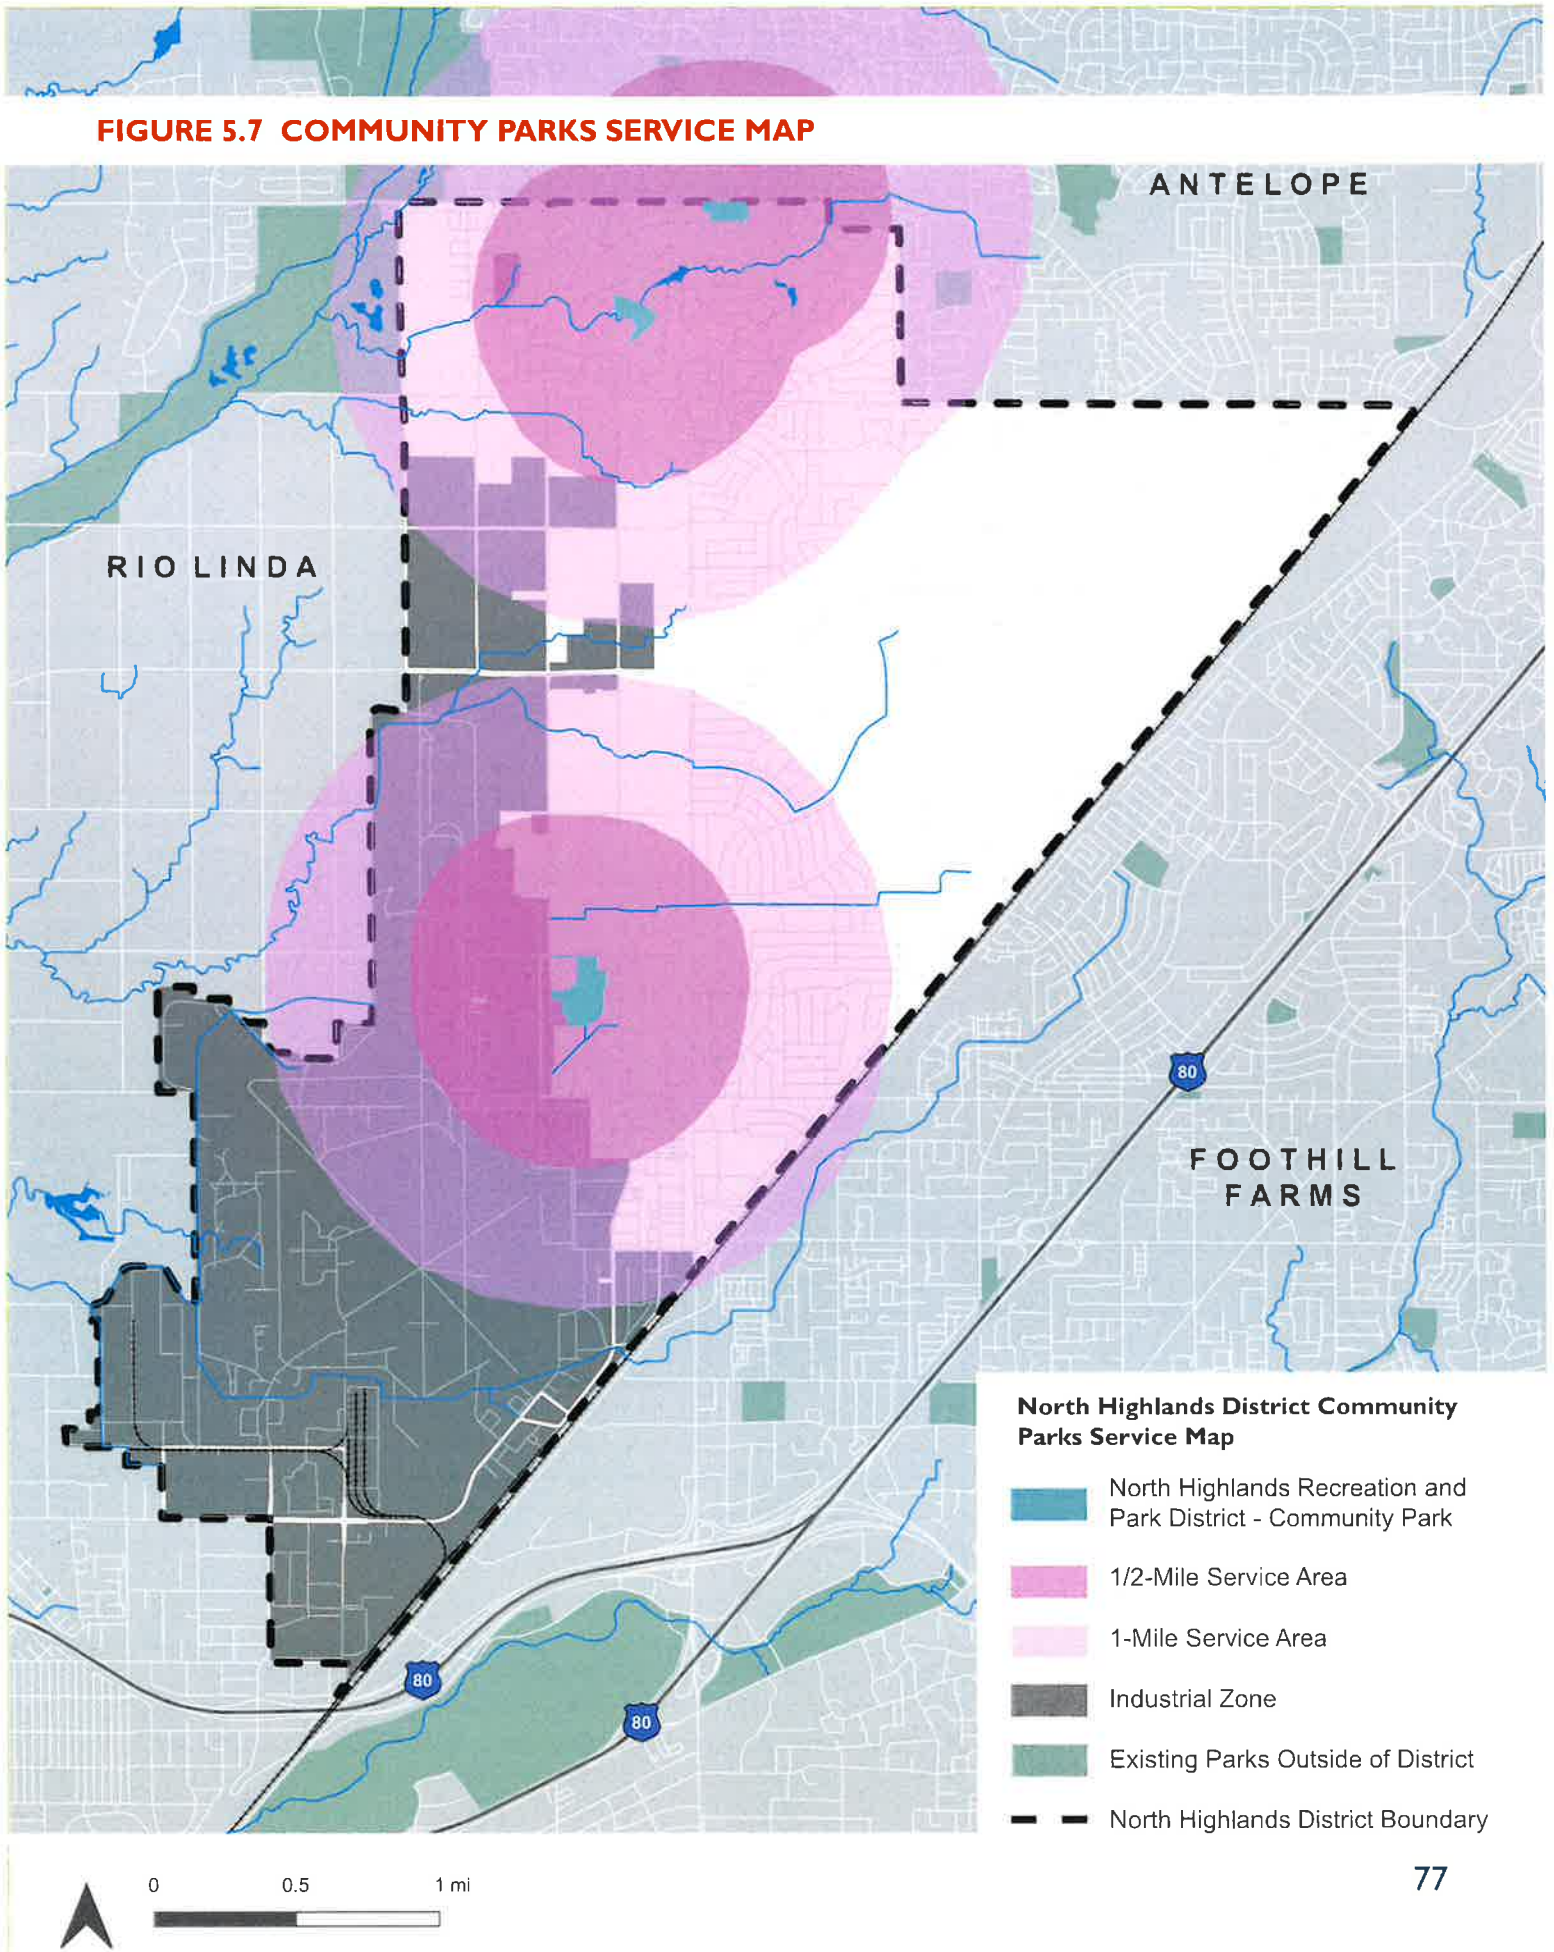 FIGURE 5.7 COMMUNITY PARKS SERVICE MAP
ANTELOPE
RIO LINDA
80
FOOTHILL
FARMS
North Highlands District Community
Parks Service Map
North Highlands Recreation and
Park District - Community Park
1/2-Mile Service Area
1-Mile Service Area
Industrial Zone
Existing Parks Outside of District
North Highlands District Boundary
80
80
77
0 0.5 1 mi